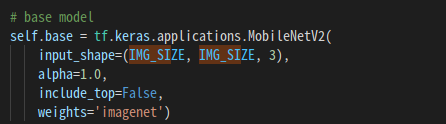 # base model
self.base = tf.keras.applications.MobileNetV2(
    input_shape=(IMG_SIZE, IMG_SIZE, 3),
    alpha=1.0,
    include_top=False,
    weights='imagenet')